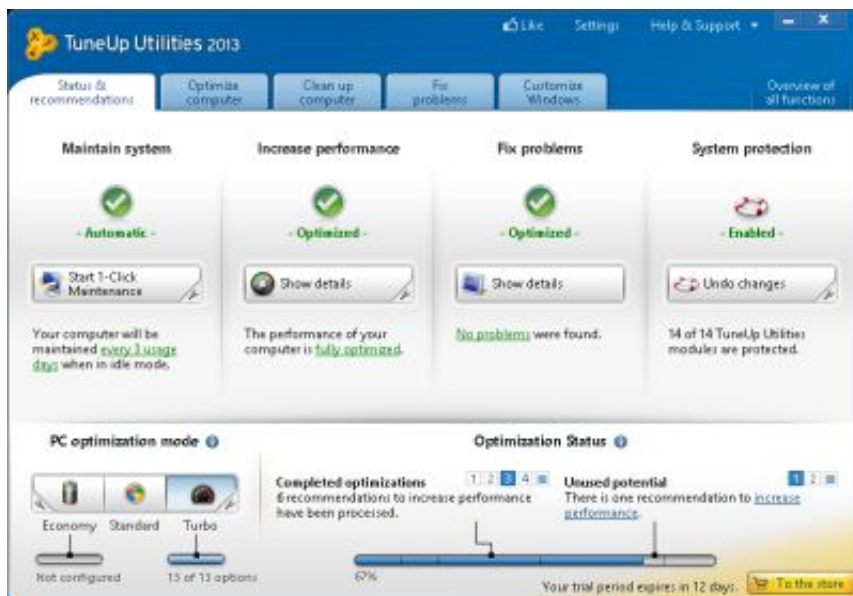 TuneUp Utilities 2013
Like Settings Help & Support
Status & recommendations
Optimize computer
Clean up computer
Fix problems
Customize Windows
Overview of all functions
Maintain system
- Automatic -
Start 1-Click
Maintenance
Your computer will be
maintained every 3 usage
days when in idle mode.
Increase performance
- Optimized -
Show details
The performance of your
computer is fully optimized.
Fix problems
- Optimized -
Show details
No problems were found.
System protection
- Enabled -
Undo changes
14 of 14 TuneUp Utilities
modules are protected.
PC optimization mode
Economy Standard Turbo
Not configured
13 of 13 options
Optimization Status
Completed optimizations
1 2 3 4
6 recommendations to increase performance
have been processed.
Unused potential
1 2
There is one recommendation to increase
performance.
67%
Your trial period expires in 12 days.
To the store